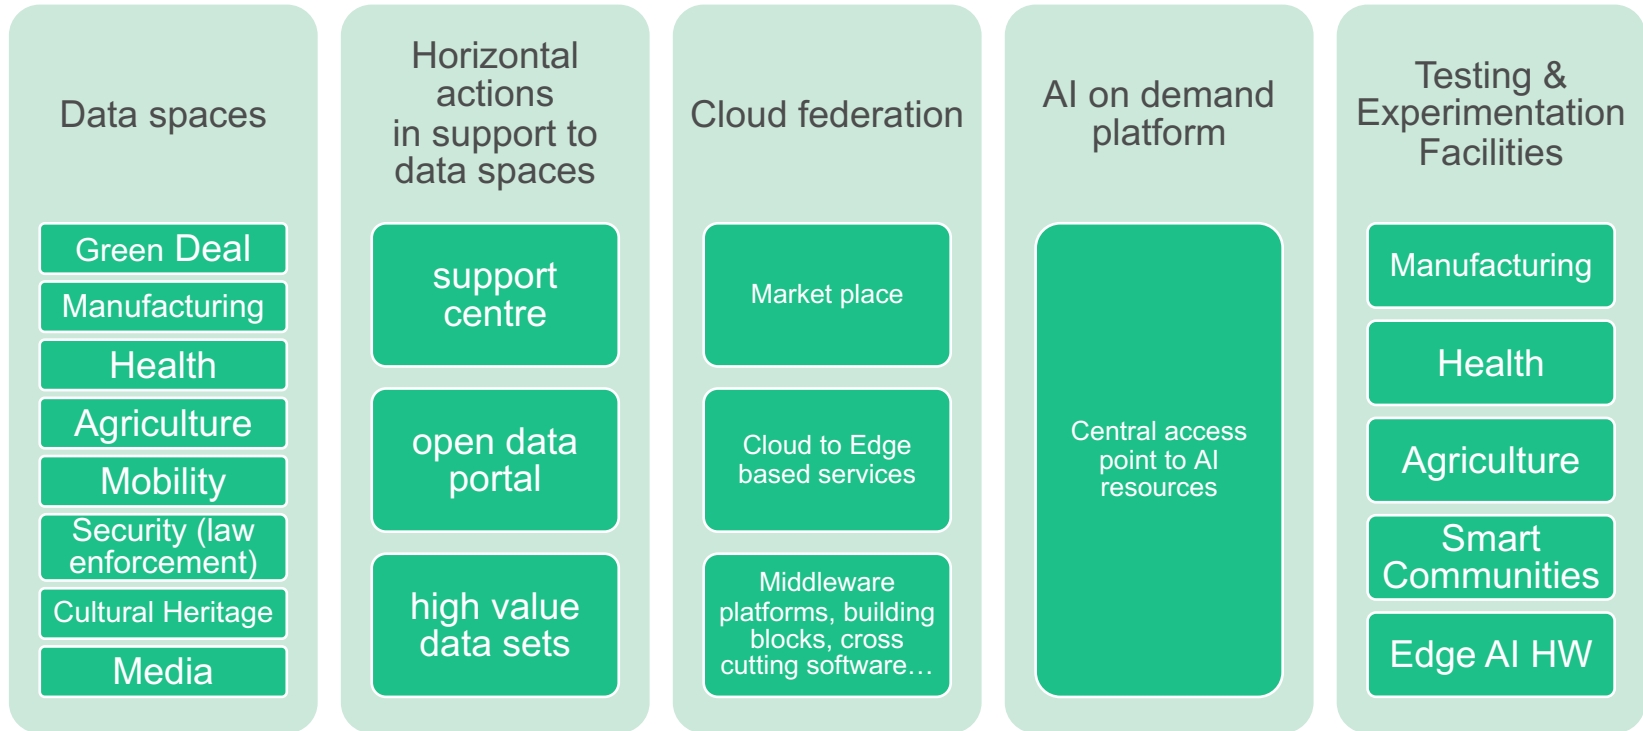 Data spaces
Green Deal
Manufacturing
Health
Agriculture
Mobility
Security (law
enforcement)
Cultural Heritage
Media
Horizontal
actions
in support to
data spaces
support
centre
open data
portal
high value
data sets
Cloud federation
Market place
Cloud to Edge
based services
Middleware
platforms, building
blocks, cross
cutting software…
AI on demand
platform
Central access
point to AI
resources
Testing &
Experimentation
Facilities
Manufacturing
Health
Agriculture
Smart
Communities
Edge AI HW